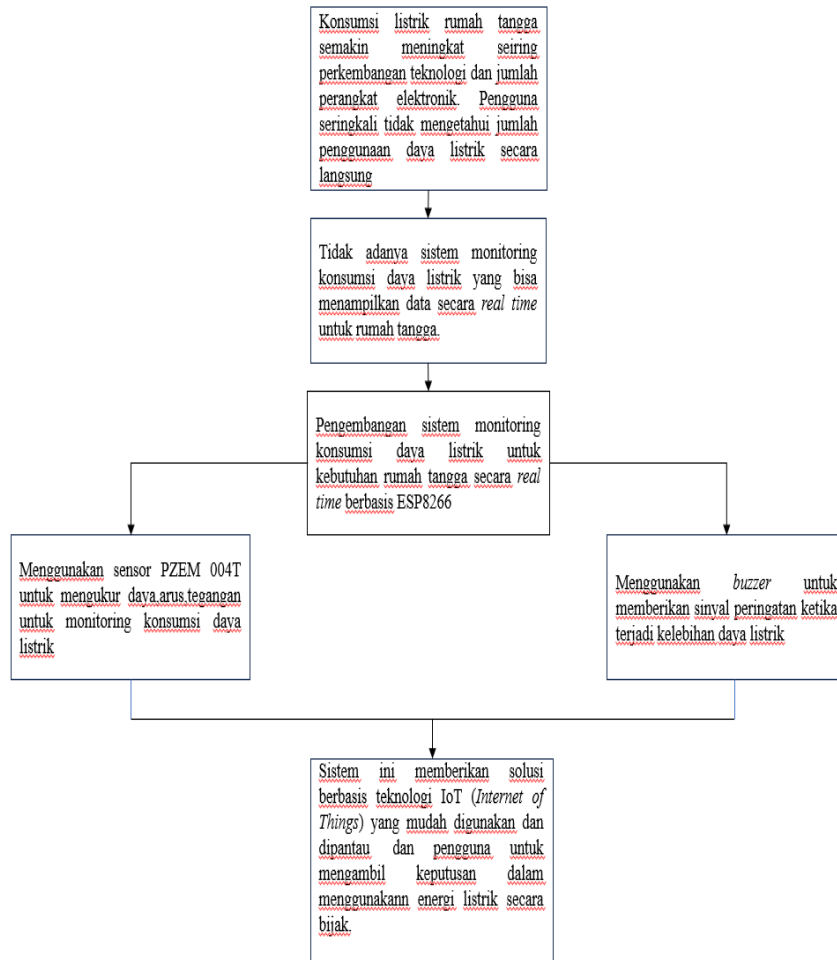 Konsumsi listrik rumah tangga
semakin meningkat seiring
perkembangan teknologi dan jumlah
perangkat elektronik. Pengguna
seringkali tidak mengetahui jumlah
penggunaan daya listrik secara
langsung
Tidak adanya sistem monitoring
konsumsi daya listrik yang bisa
menampilkan data secara real time
untuk rumah tangga.
Pengembangan sistem monitoring
konsumsi daya listrik untuk
kebutuhan rumah tangga secara real
time berbasis ESP8266
Menggunakan sensor PZEM 004T
untuk mengukur daya,arus,tegangan
untuk monitoring konsumsi daya
listrik
Menggunakan buzzer untuk
memberikan sinyal peringatan ketika
terjadi kelebihan daya listrik
Sistem ini memberikan solusi
berbasis teknologi IoT (Internet of
Things) yang mudah digunakan dan
dipantau dan pengguna untuk
mengambil keputusan dalam
menggunakann energi listrik secara
bijak.